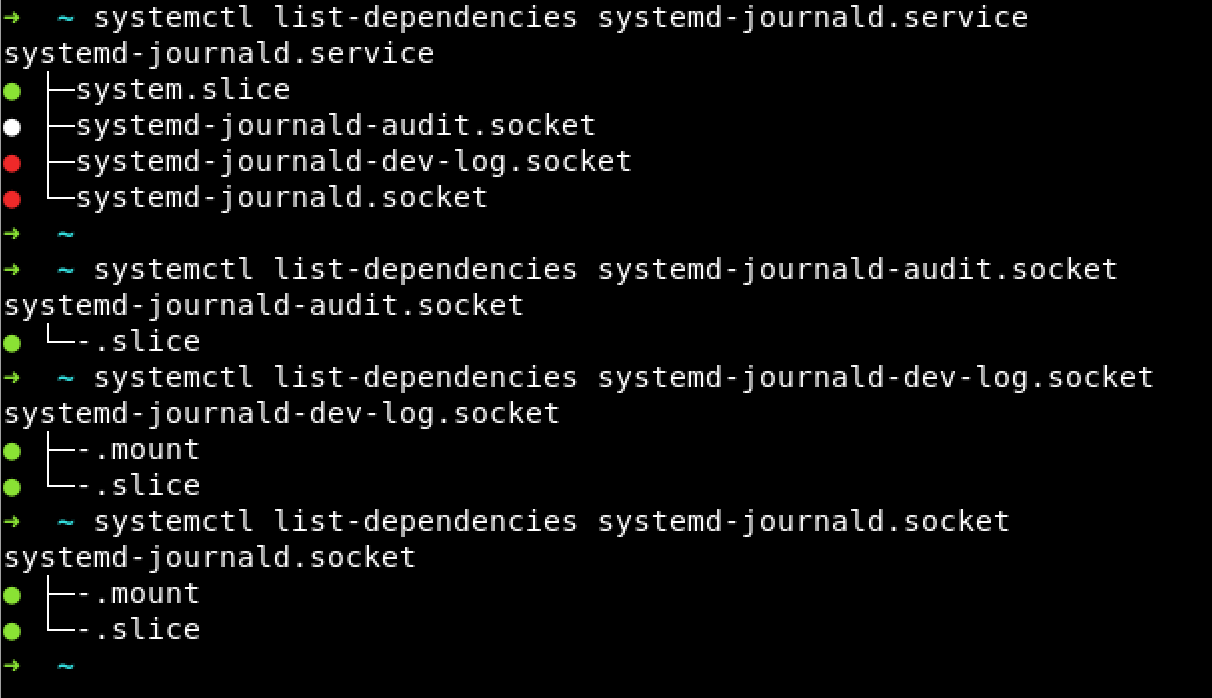 ➜  ~ systemctl list-dependencies systemd-journald.service
systemd-journald.service
● ├─system.slice
● ├─systemd-journald-audit.socket
● ├─systemd-journald-dev-log.socket
● └─systemd-journald.socket
➜  ~
➜  ~ systemctl list-dependencies systemd-journald-audit.socket
systemd-journald-audit.socket
● └─-.slice
➜  ~ systemctl list-dependencies systemd-journald-dev-log.socket
systemd-journald-dev-log.socket
● ├─-.mount
● └─-.slice
➜  ~ systemctl list-dependencies systemd-journald.socket
systemd-journald.socket
● ├─-.mount
● └─-.slice
➜  ~